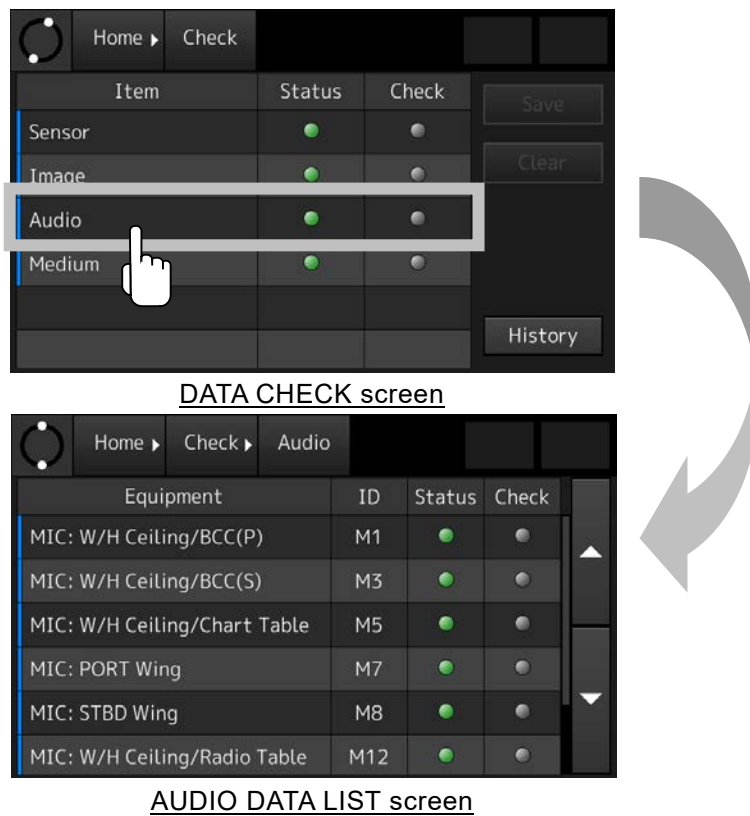 Home Check
Item Status Check
Save
Sensor
Clear
Image
Audio
Medium
History
DATA CHECK screen
Home Check Audio
Equipment ID Status Check
MIC: W/H Ceiling/BCC(P) M1
MIC: W/H Ceiling/BCC(S) M3
MIC: W/H Ceiling/Chart Table M5
MIC: PORT Wing M7
MIC: STBD Wing M8
MIC: W/H Ceiling/Radio Table M12
AUDIO DATA LIST screen